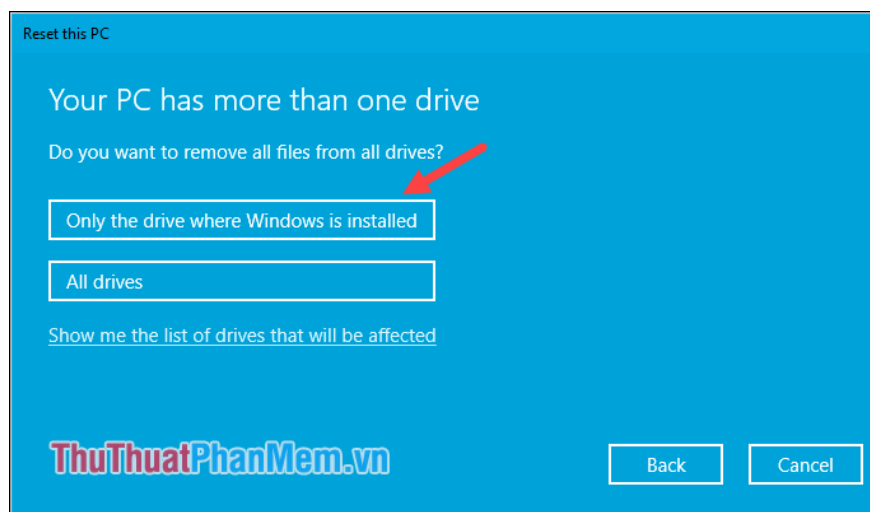 Reset this PC
Your PC has more than one drive
Do you want to remove all files from all drives?
Only the drive where Windows is installed
All drives
Show me the list of drives that will be affected
ThuThuatPhanMem.vn
Back
Cancel